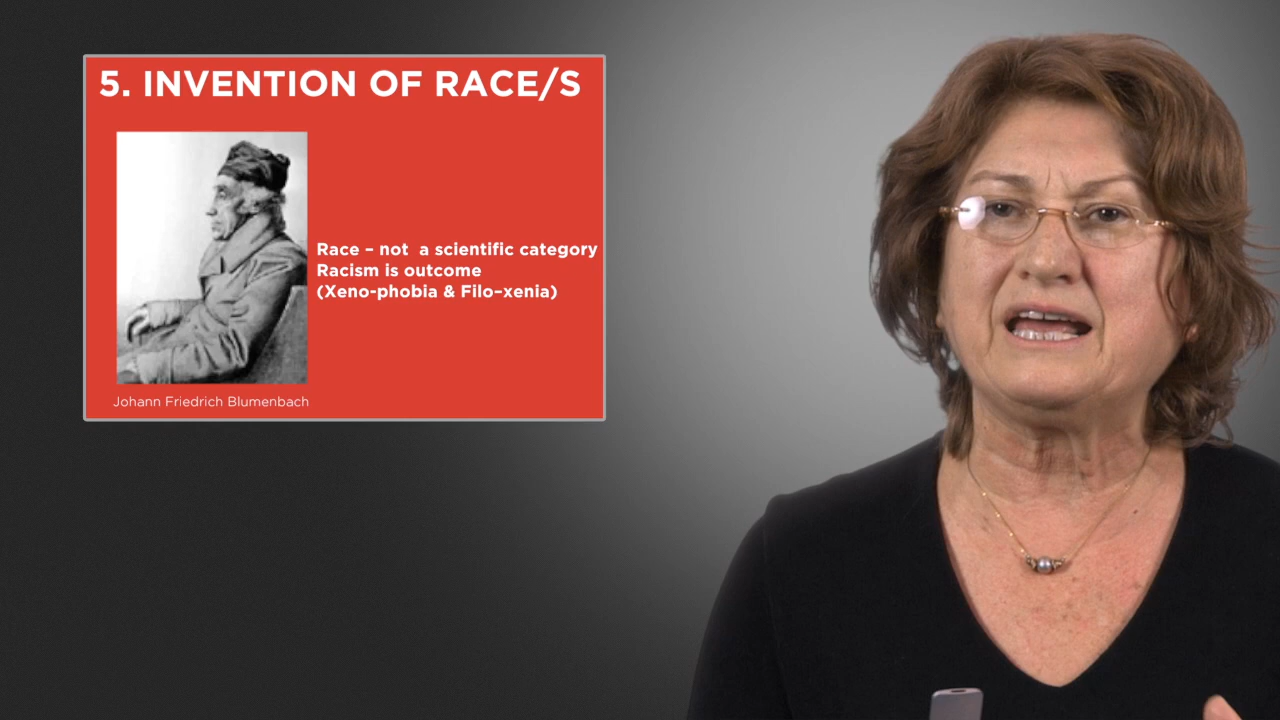 5. INVENTION OF RACE/S
Race – not a scientific category
Racism is outcome
(Xeno-phobia & Filo–xenia)
Johann Friedrich Blumenbach